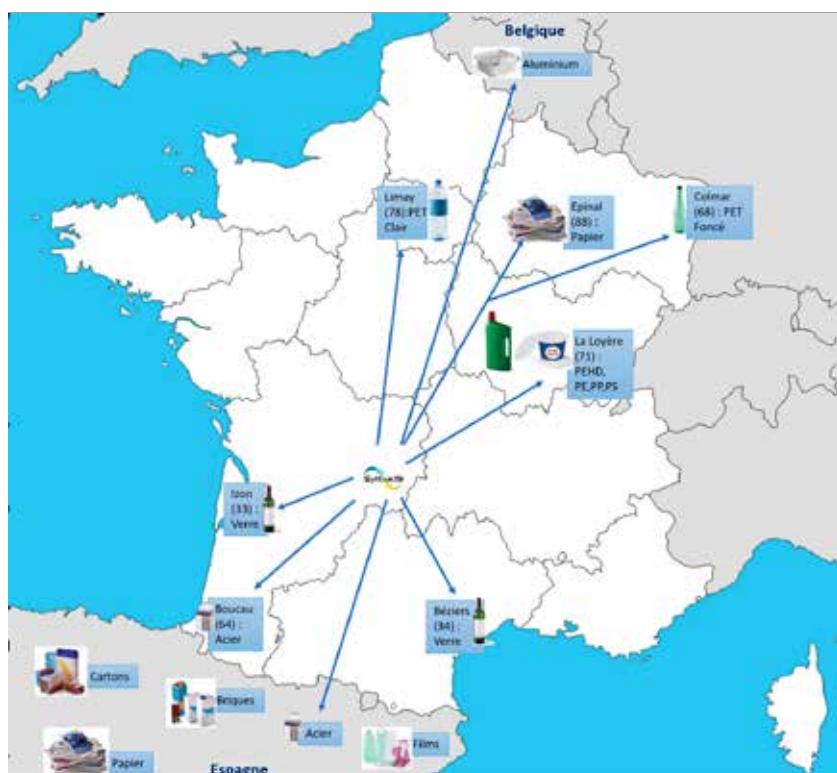 Belgique
Aluminium
Limay
(78):PET
Clair
Epinal
(88) :
Papier
Colmar
(68) : PET
Foncé
La Loyère
(71) :
PEHD,
PE,PP,PS
Izon
(33) :
Verre
Boucau
(64) :
Acier
Béziers
(34) :
Verre
Cartons
Briques
Acier
Films
Papier
Espagne